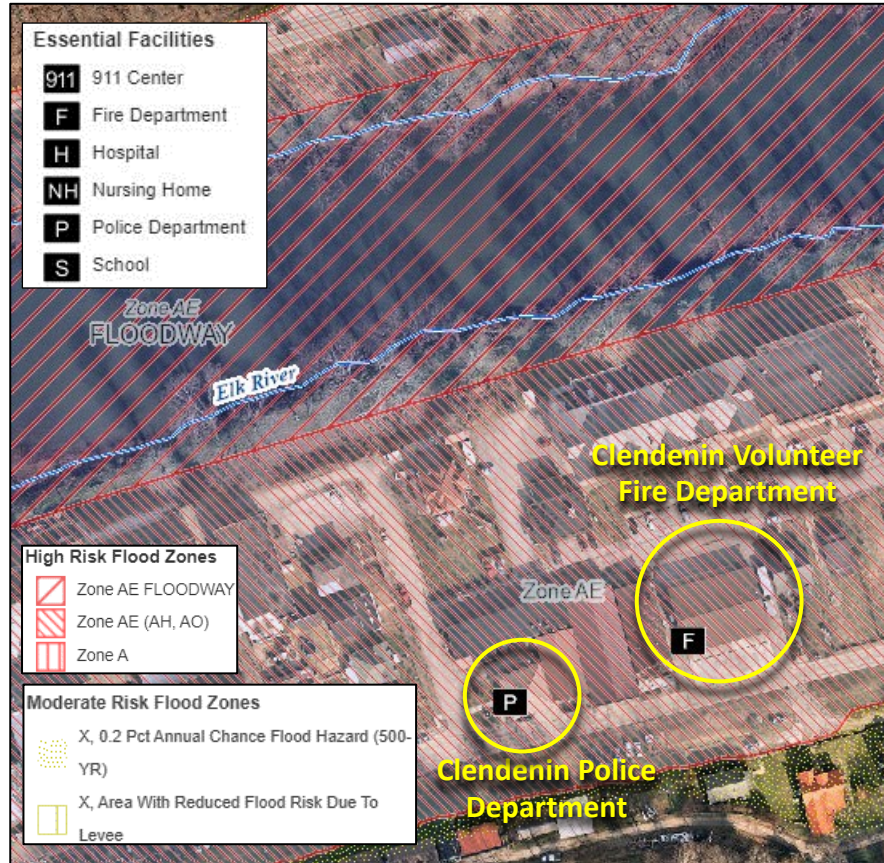 Essential Facilities
911 911 Center
F Fire Department
H Hospital
NH Nursing Home
P Police Department
S School
Zone AE
FLOODWAY
Elk River
Clendenin Volunteer
Fire Department
High Risk Flood Zones
Zone AE FLOODWAY
Zone AE (AH, AO)
Zone A
Zone AE
F
P
Clendenin Police
Department
Moderate Risk Flood Zones
X, 0.2 Pct Annual Chance Flood Hazard (500-
YR)
X, Area With Reduced Flood Risk Due To
Levee